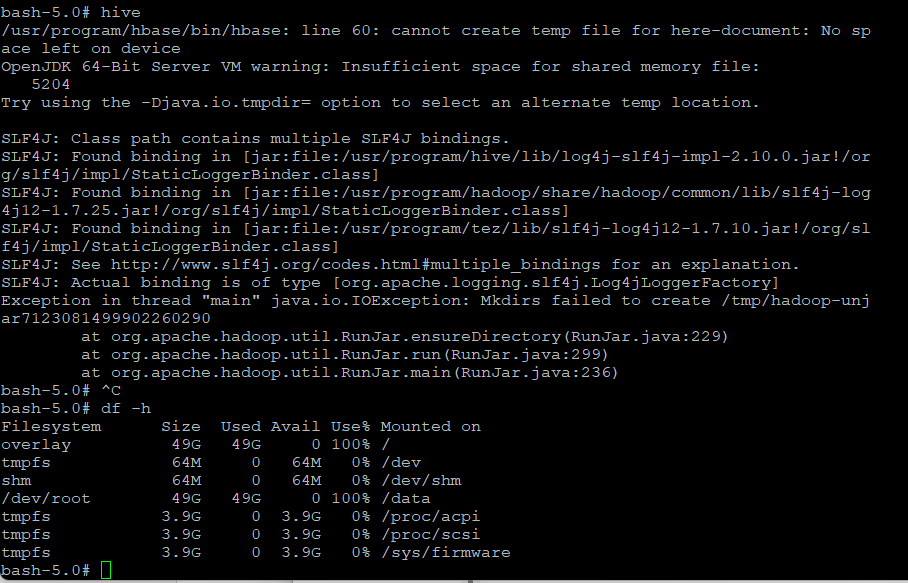 bash-5.0# hive
/usr/program/hbase/bin/hbase: line 60: cannot create temp file for here-document: No sp
ace left on device
OpenJDK 64-Bit Server VM warning: Insufficient space for shared memory file:
   5204
Try using the -Djava.io.tmpdir= option to select an alternate temp location.

SLF4J: Class path contains multiple SLF4J bindings.
SLF4J: Found binding in [jar:file:/usr/program/hive/lib/log4j-slf4j-impl-2.10.0.jar!/or
g/slf4j/impl/StaticLoggerBinder.class]
SLF4J: Found binding in [jar:file:/usr/program/hadoop/share/hadoop/common/lib/slf4j-log
4j12-1.7.25.jar!/org/slf4j/impl/StaticLoggerBinder.class]
SLF4J: Found binding in [jar:file:/usr/program/tez/lib/slf4j-log4j12-1.7.10.jar!/org/sl
f4j/impl/StaticLoggerBinder.class]
SLF4J: See http://www.slf4j.org/codes.html#multiple_bindings for an explanation.
SLF4J: Actual binding is of type [org.apache.logging.slf4j.Log4jLoggerFactory]
Exception in thread "main" java.io.IOException: Mkdirs failed to create /tmp/hadoop-unj
ar7123081499902260290
        at org.apache.hadoop.util.RunJar.ensureDirectory(RunJar.java:229)
        at org.apache.hadoop.util.RunJar.run(RunJar.java:299)
        at org.apache.hadoop.util.RunJar.main(RunJar.java:236)
bash-5.0# ^C
bash-5.0# df -h
Filesystem      Size  Used Avail Use% Mounted on
overlay          49G   49G     0 100% /
tmpfs            64M     0   64M   0% /dev
shm              64M     0   64M   0% /dev/shm
/dev/root        49G   49G     0 100% /data
tmpfs           3.9G     0  3.9G   0% /proc/acpi
tmpfs           3.9G     0  3.9G   0% /proc/scsi
tmpfs           3.9G     0  3.9G   0% /sys/firmware
bash-5.0#